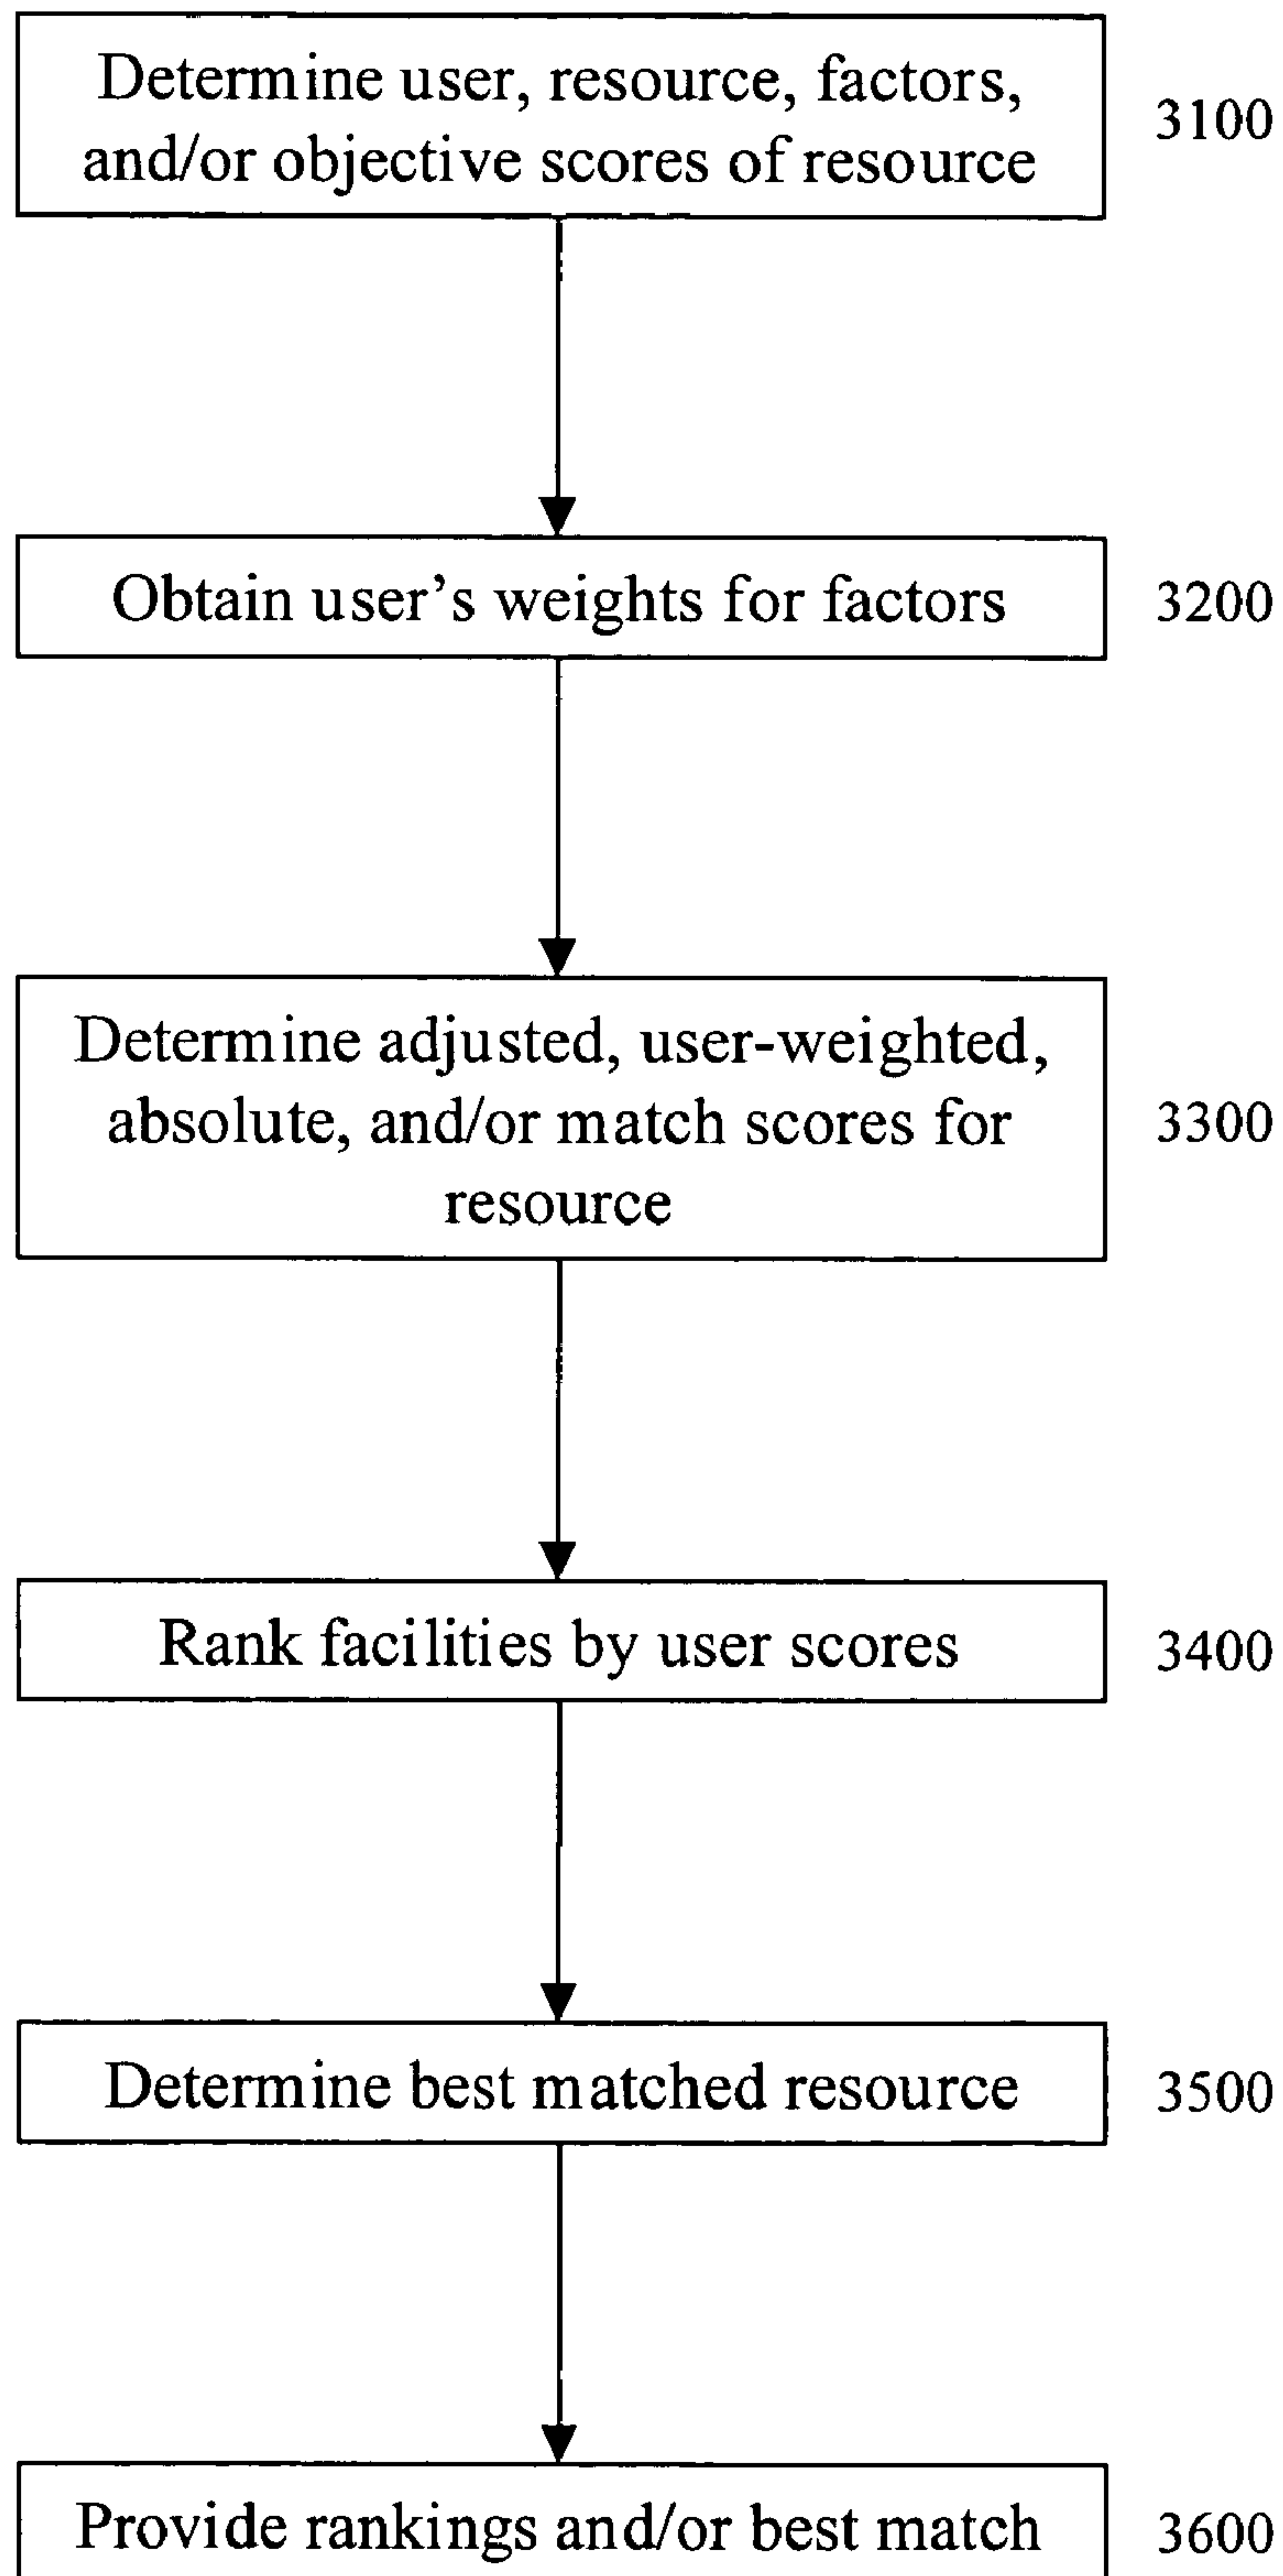 Determine user, resource, factors,
and/or objective scores of resource
3100
Obtain user’s weights for factors
3200
Determine adjusted, user-weighted,
absolute, and/or match scores for
resource
3300
Rank facilities by user scores
3400
Determine best matched resource
3500
Provide rankings and/or best match
3600